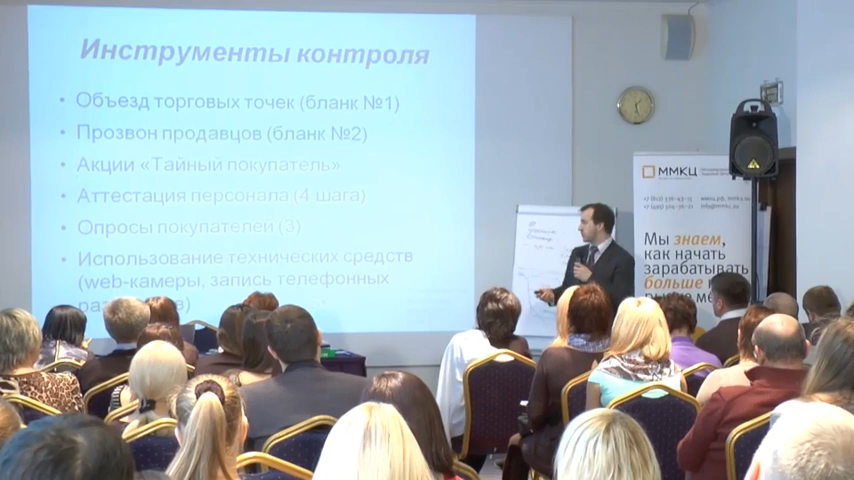 Инструменты контроля
• Объезд торговых точек (бланк №1)
• Прозвон продавцов (бланк №2)
• Акции «Тайный покупатель»
• Аттестация персонала (4 шага)
• Опросы покупателей (3)
• Использование технических средств
(web-камеры, запись телефонных
ММКЦ
Мы знаем,
как начать
зарабатывать
больше